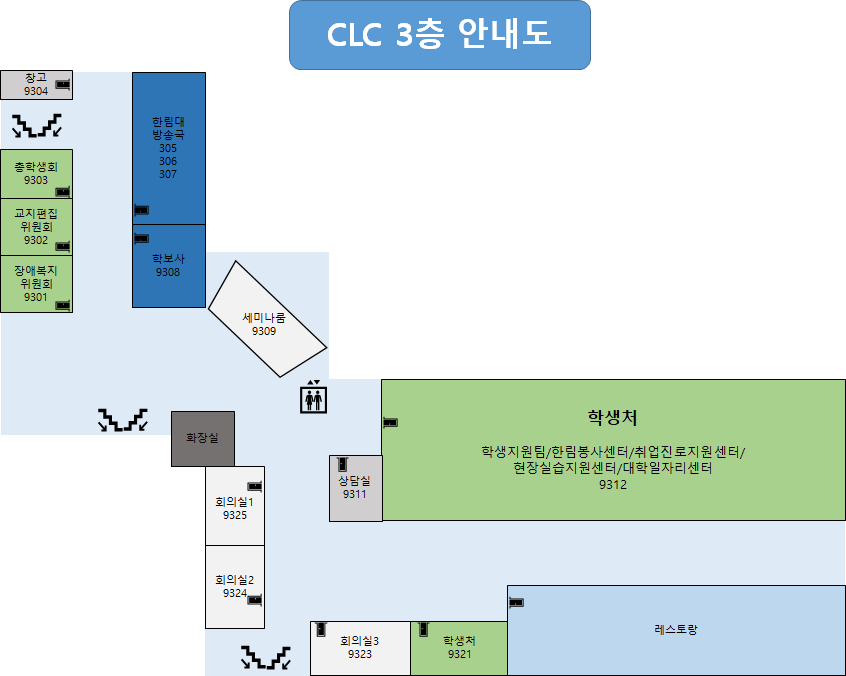 CLC 3층 안내도
창고
9304
총학생회
9303
교지편집
위원회
9302
장애복지
위원회
9301
한림대
방송국
305
306
307
학보사
9308
세미나룸
9309
화장실
회의실1
9325
회의실2
9324
상담실
9311
학생처
학생지원팀/한림봉사센터/취업진로지원센터/
현장실습지원센터/대학일자리센터
9312
회의실3
9323
학생처
9321
레스토랑